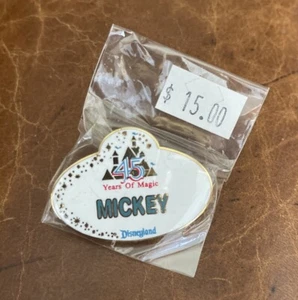 $ 15.00
45
Years Of Magic
MICKEY
Disneyland